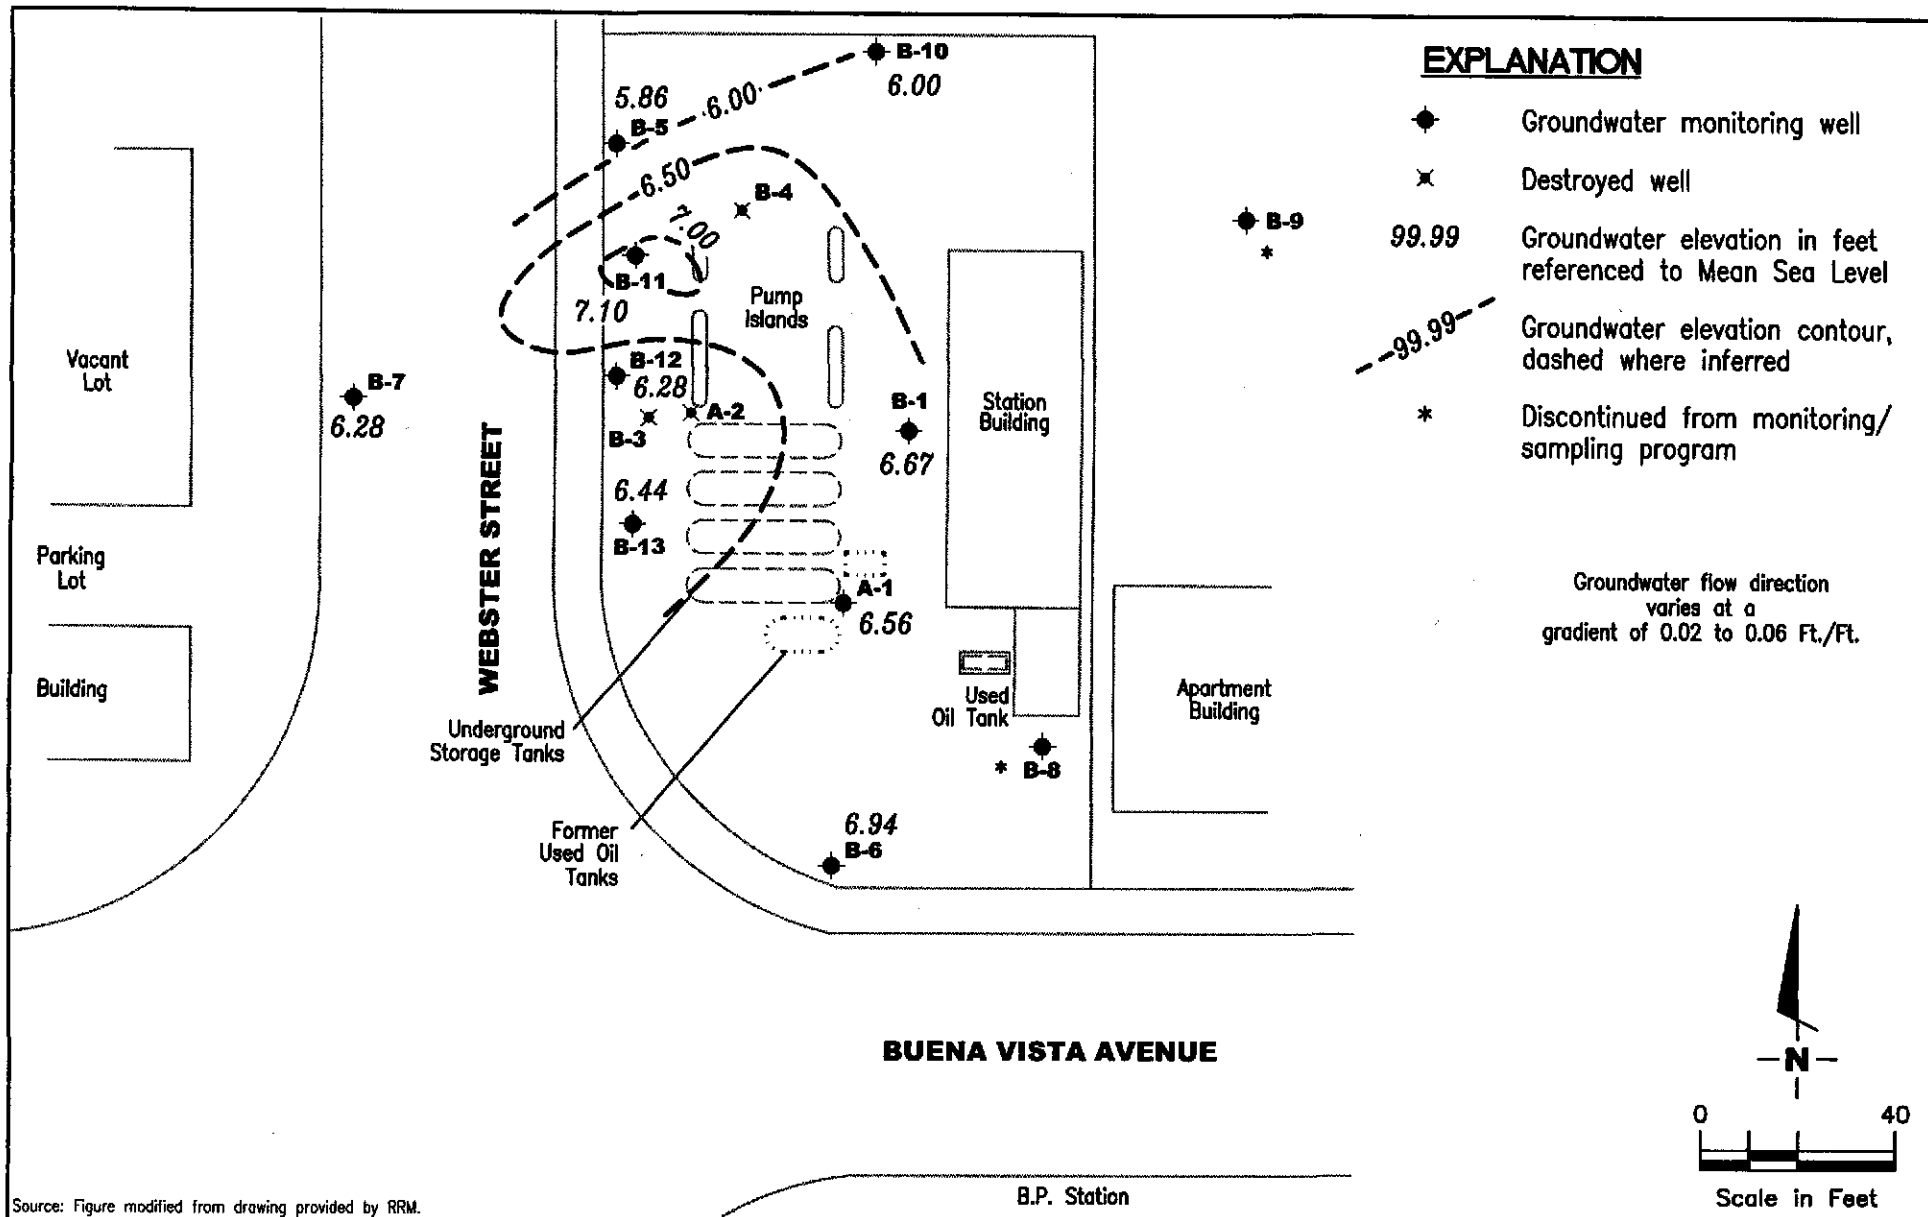 EXPLANATION
Groundwater monitoring well
Destroyed well
99.99
Groundwater elevation in feet
referenced to Mean Sea Level
99.99
Groundwater elevation contour,
dashed where inferred
*
Discontinued from monitoring/
sampling program
Groundwater flow direction
varies at a
gradient of 0.02 to 0.06 Ft./Ft.
B-10
6.00
6.00
5.86
B-5
6.50
B-4
7.00
B-11
7.10
Pump
Islands
B-9
*
Vacant
Lot
B-7
6.28
B-12
6.28
A-2
B-3
B-1
6.67
Station
Building
WEBSTER STREET
6.44
B-13
Parking
Lot
A-1
6.56
Building
Underground
Storage Tanks
Used
Oil Tank
Apartment
Building
*
B-8
Former
Used Oil
Tanks
6.94
B-6
BUENA VISTA AVENUE
N
0
40
Scale in Feet
B.P. Station
Source: Figure modified from drawing provided by RRM.